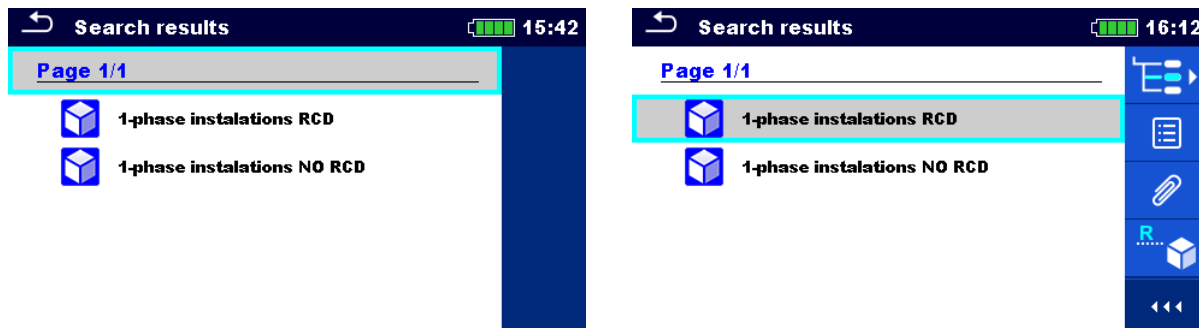 Search results 15:42
Page 1/1
1-phase instalations RCD
1-phase instalations NO RCD
Search results 16:12
Page 1/1
1-phase instalations RCD
1-phase instalations NO RCD
R